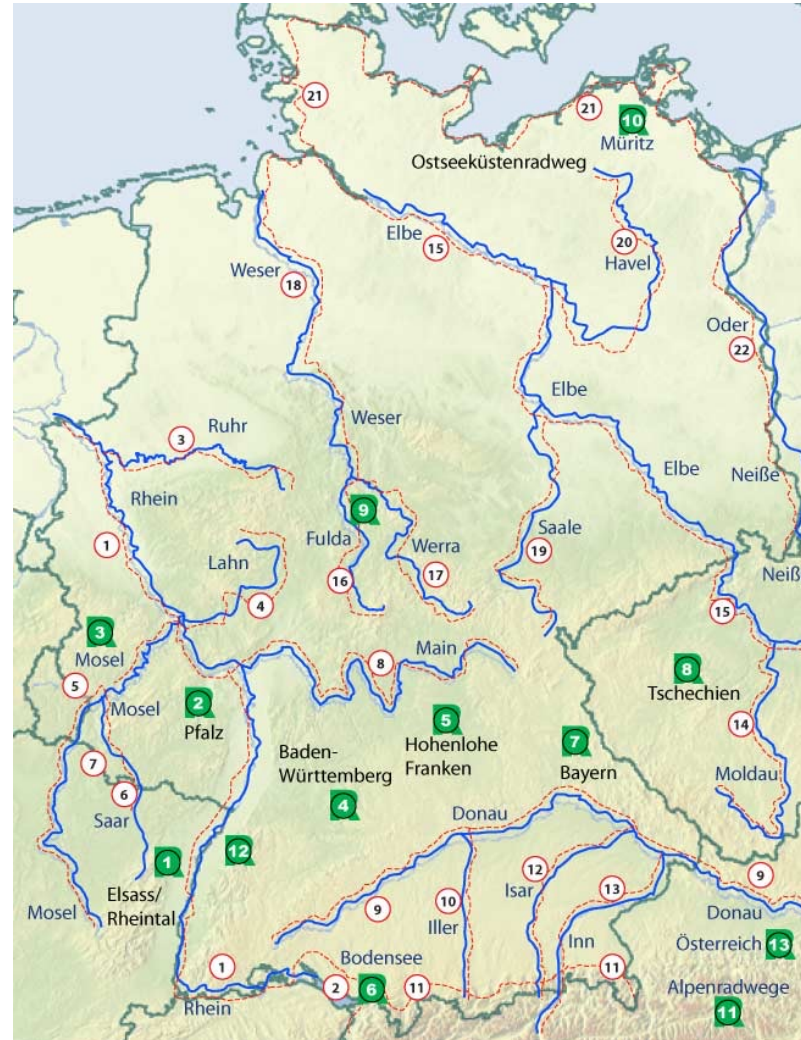 21
21
10
Müritz
Ostseeküstenradweg
Elbe
15
20
Havel
Weser
18
Oder
22
Elbe
Weser
Ruhr
3
Elbe
Neiße
Rhein
9
1
Fulda
Werra
Saale
19
Lahn
16
17
4
Neiß
15
3
Mosel
Main
8
8
Tschechien
5
Mosel
2
Pfalz
5
Hohenlohe
Franken
14
7
Bayern
Baden-
Württemberg
4
7
6
Saar
Moldau
Donau
12
1
Elsass/
Rheintal
12
Isar
13
9
Mosel
9
10
Iller
Donau
Inn
Österreich
13
Bodensee
1
2
6
11
11
Rhein
Alpenradwege
11